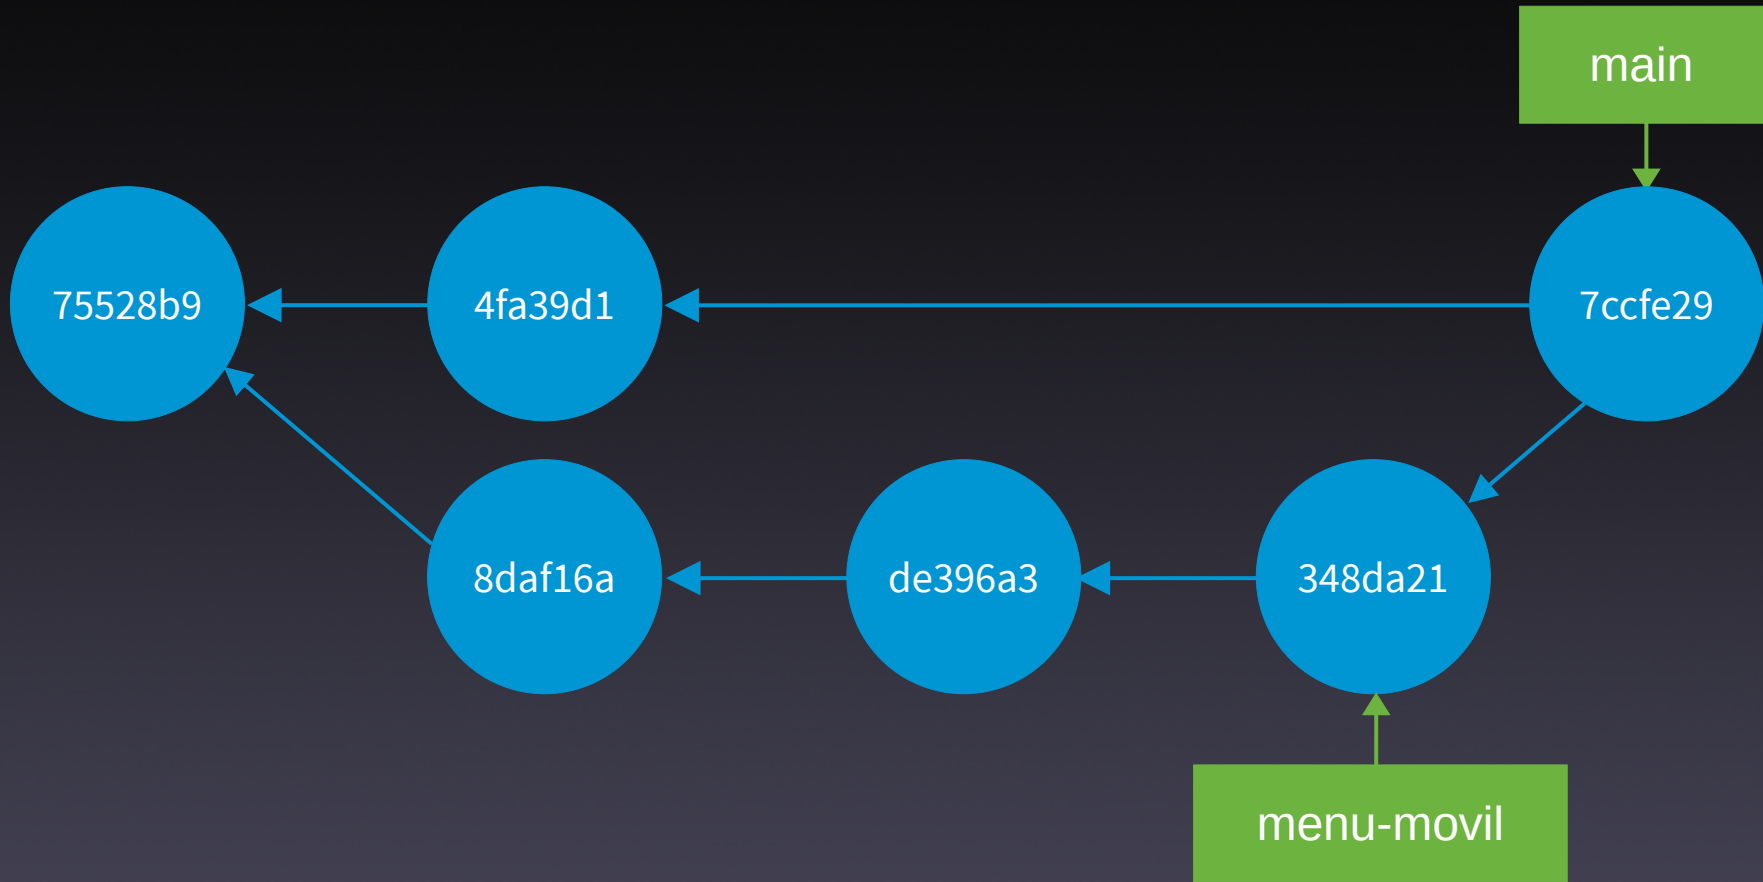 main
75528b9
4fa39d1
7ccfe29
8daf16a
de396a3
348da21
menu-movil